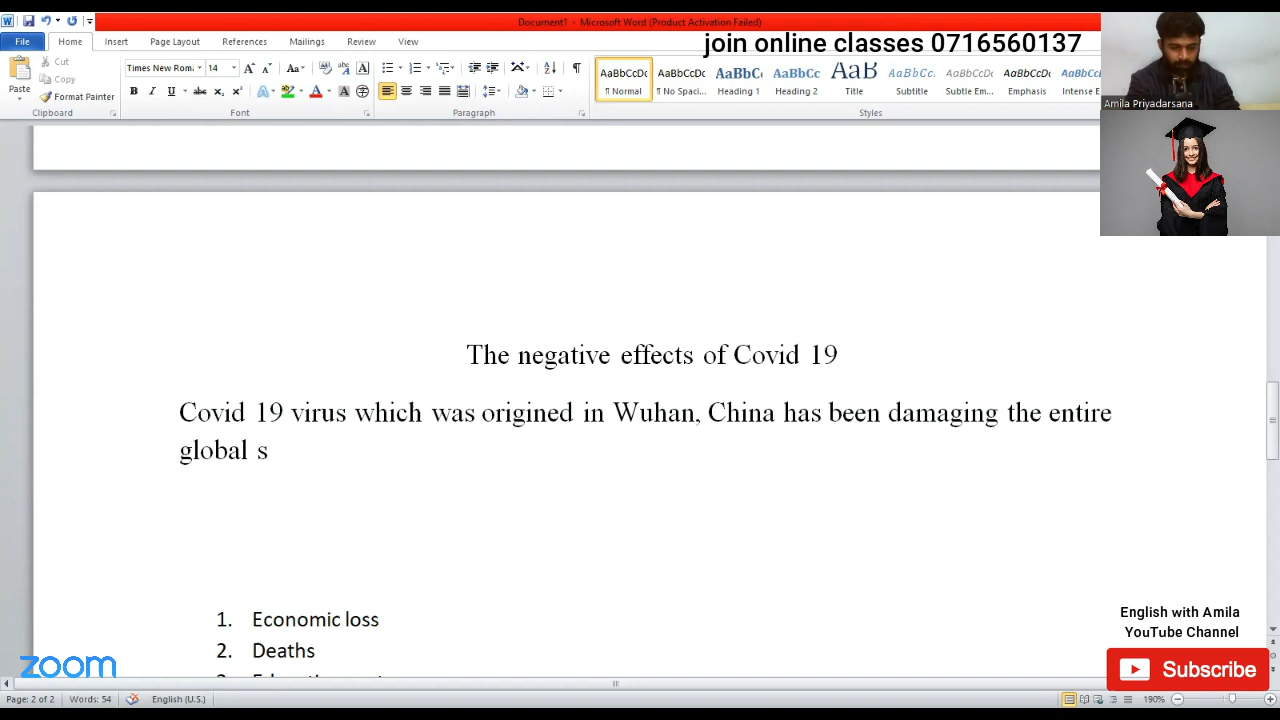 Document1 - Microsoft Word (Product Activation Failed)
File Home Insert Page Layout References Mailings Review View
join online classes 0716560137
Paste
Cut
Copy
Format Painter
Clipboard
Times New Rom 14
Font
Paragraph
AaBbCcDc AaBbCcDc AaBbC AaBbCc AaB AaBbCc. AaBbCcDc AaBbCcDc AaBbCcDc
¶ Normal ¶ No Spaci... Heading 1 Heading 2 Title Subtitle Subtle Em... Emphasis Intense E
Styles
Amila Priyadarsana
The negative effects of Covid 19
Covid 19 virus which was origined in Wuhan, China has been damaging the entire
global s
1. Economic loss
2. Deaths
zoom
English with Amila
YouTube Channel
Subscribe
Page: 2 of 2 Words: 54 English (U.S.) 190%